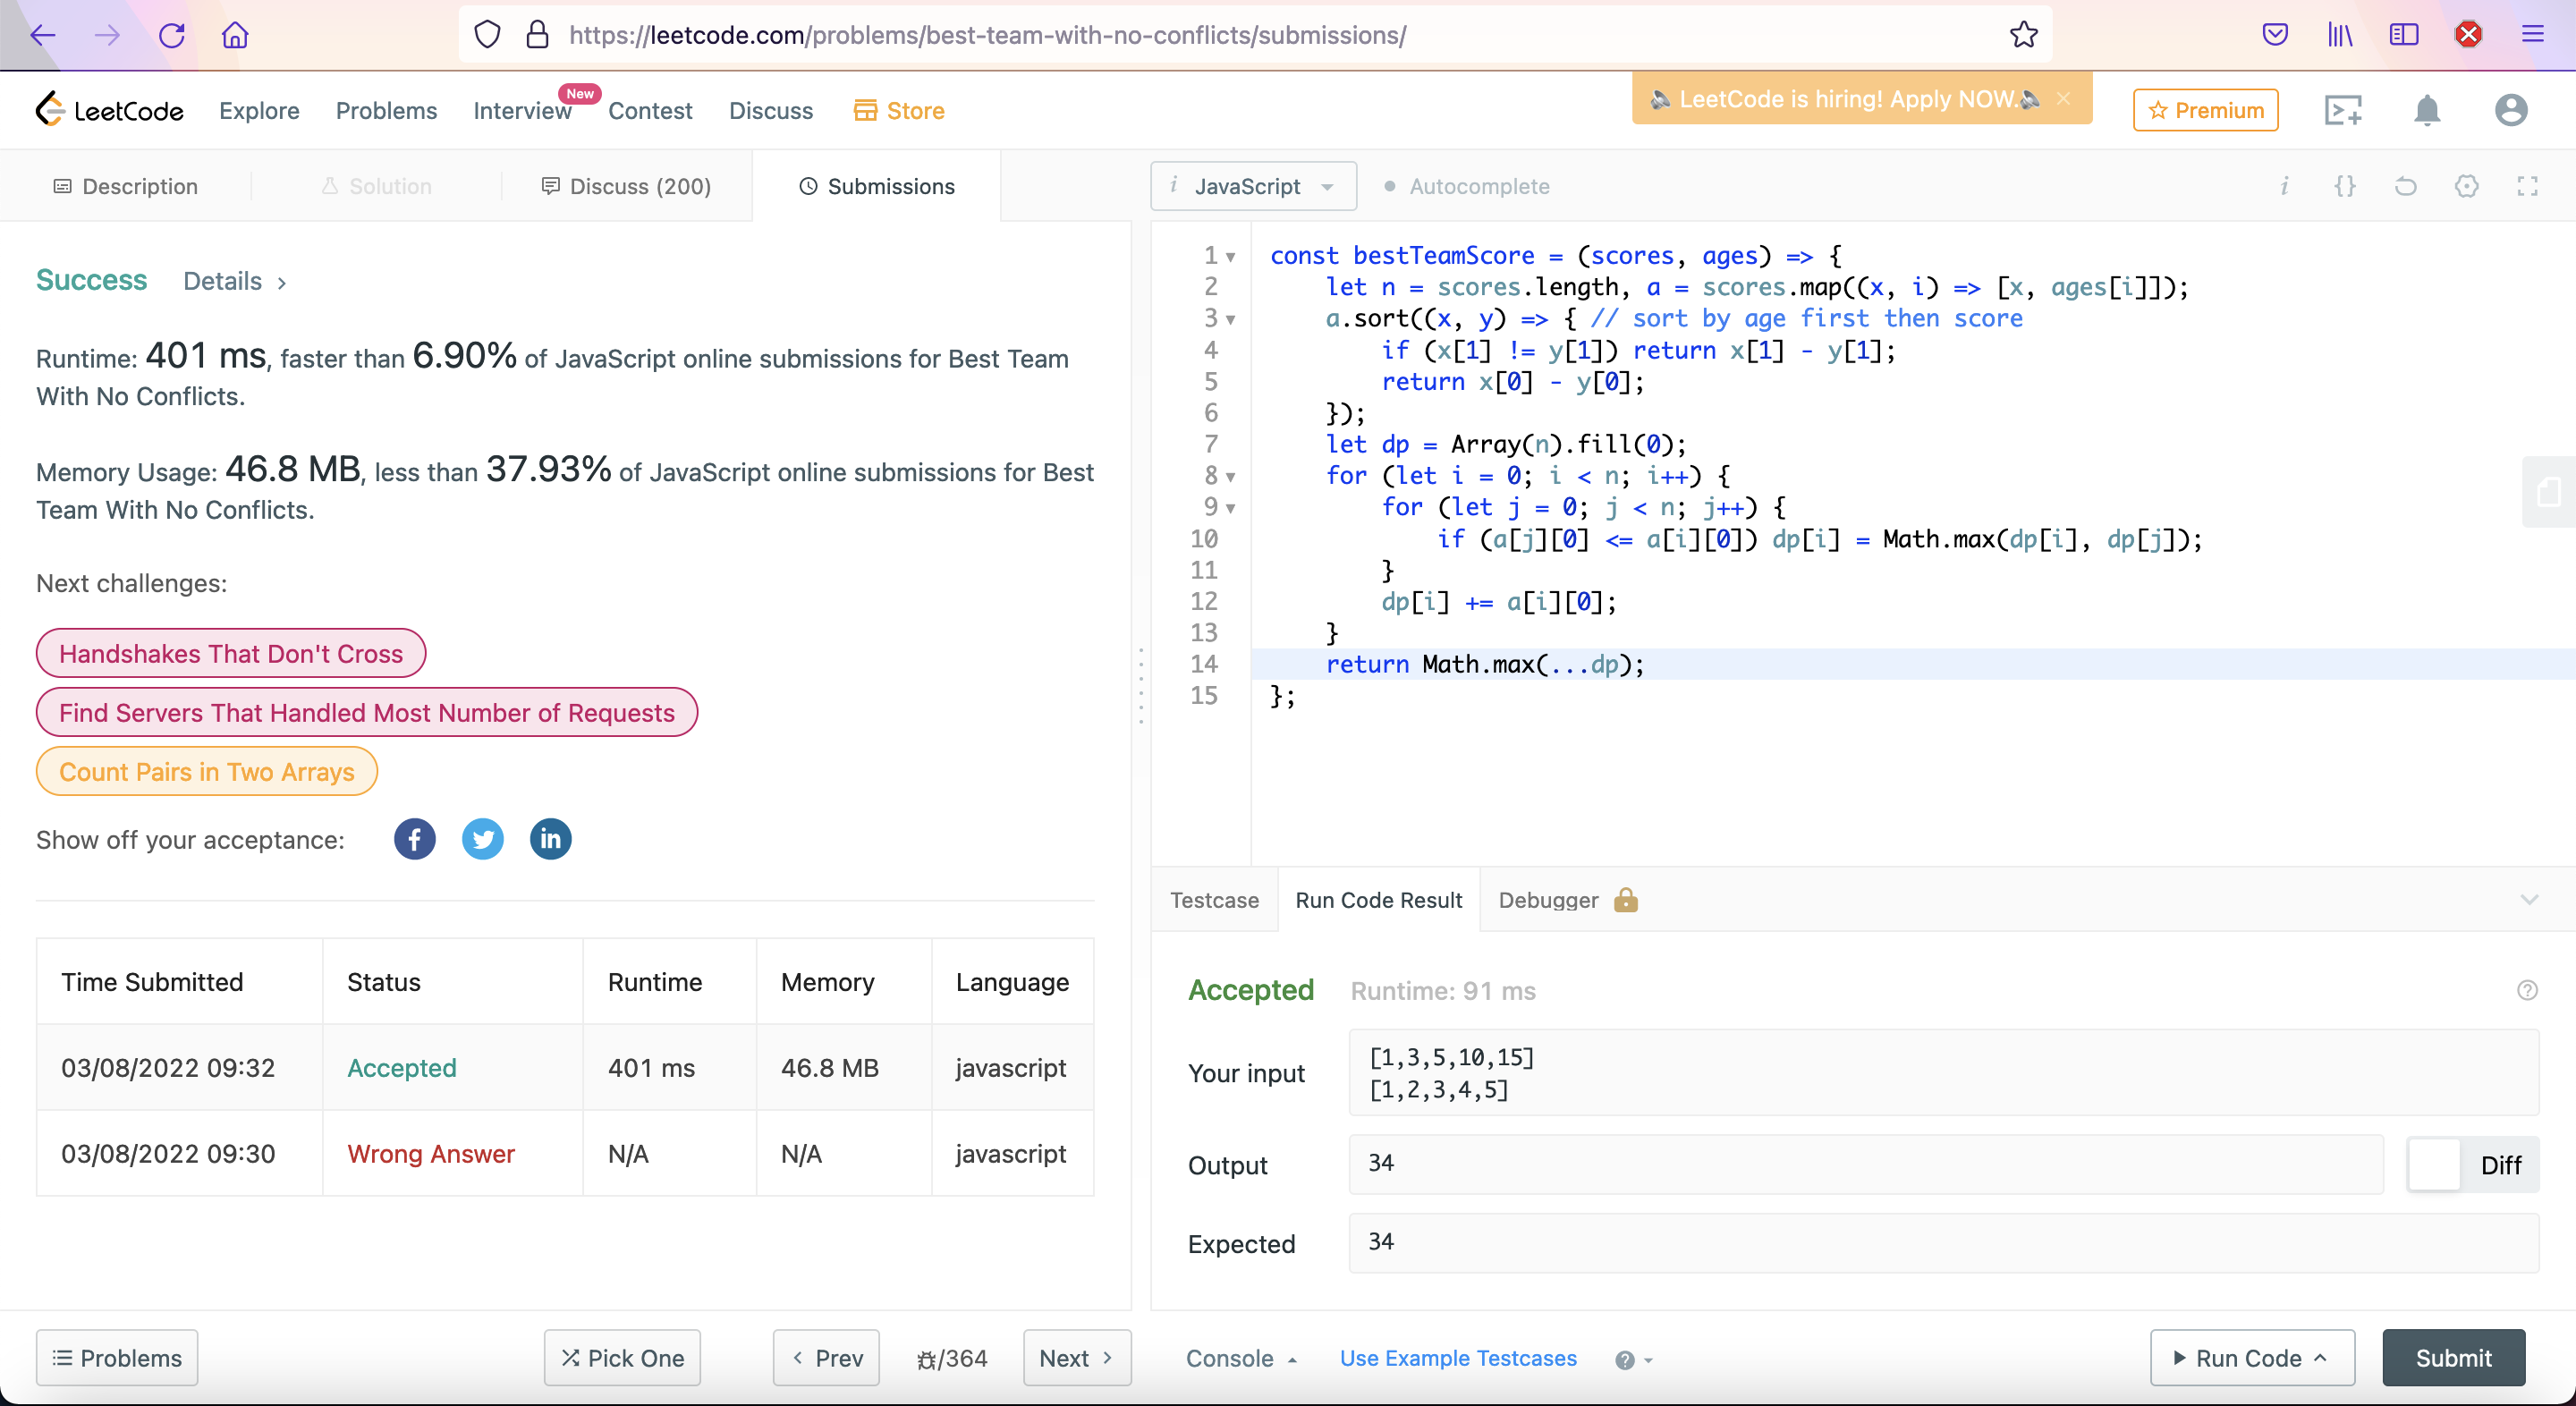 https://leetcode.com/problems/best-team-with-no-conflicts/submissions/
LeetCode
Explore
Problems
Interview
New
Contest
Discuss
Store
🔈 LeetCode is hiring! Apply NOW.🔈 ×
Premium
Description
Solution
Discuss (200)
Submissions
i JavaScript
Autocomplete
Success
Details >
Runtime: 401 ms, faster than 6.90% of JavaScript online submissions for Best Team
With No Conflicts.
Memory Usage: 46.8 MB, less than 37.93% of JavaScript online submissions for Best
Team With No Conflicts.
Next challenges:
Handshakes That Don't Cross
Find Servers That Handled Most Number of Requests
Count Pairs in Two Arrays
Show off your acceptance:
Time Submitted Status Runtime Memory Language
03/08/2022 09:32 Accepted 401 ms 46.8 MB javascript
03/08/2022 09:30 Wrong Answer N/A N/A javascript
1 const bestTeamScore = (scores, ages) => {
2     let n = scores.length, a = scores.map((x, i) => [x, ages[i]]);
3     a.sort((x, y) => { // sort by age first then score
4         if (x[1] != y[1]) return x[1] - y[1];
5         return x[0] - y[0];
6     });
7     let dp = Array(n).fill(0);
8     for (let i = 0; i < n; i++) {
9         for (let j = 0; j < n; j++) {
10             if (a[j][0] <= a[i][0]) dp[i] = Math.max(dp[i], dp[j]);
11         }
12         dp[i] += a[i][0];
13     }
14     return Math.max(...dp);
15 };
Testcase
Run Code Result
Debugger
Accepted
Runtime: 91 ms
Your input
[1,3,5,10,15]
[1,2,3,4,5]
Output
34
Diff
Expected
34
Problems
Pick One
< Prev
/364
Next >
Console
Use Example Testcases
Run Code
Submit